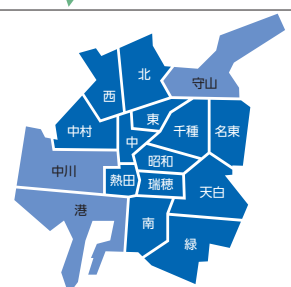 北
守山
西
東
中村
中
千種
名東
昭和
中川
熱田
瑞穂
天白
港
南
緑